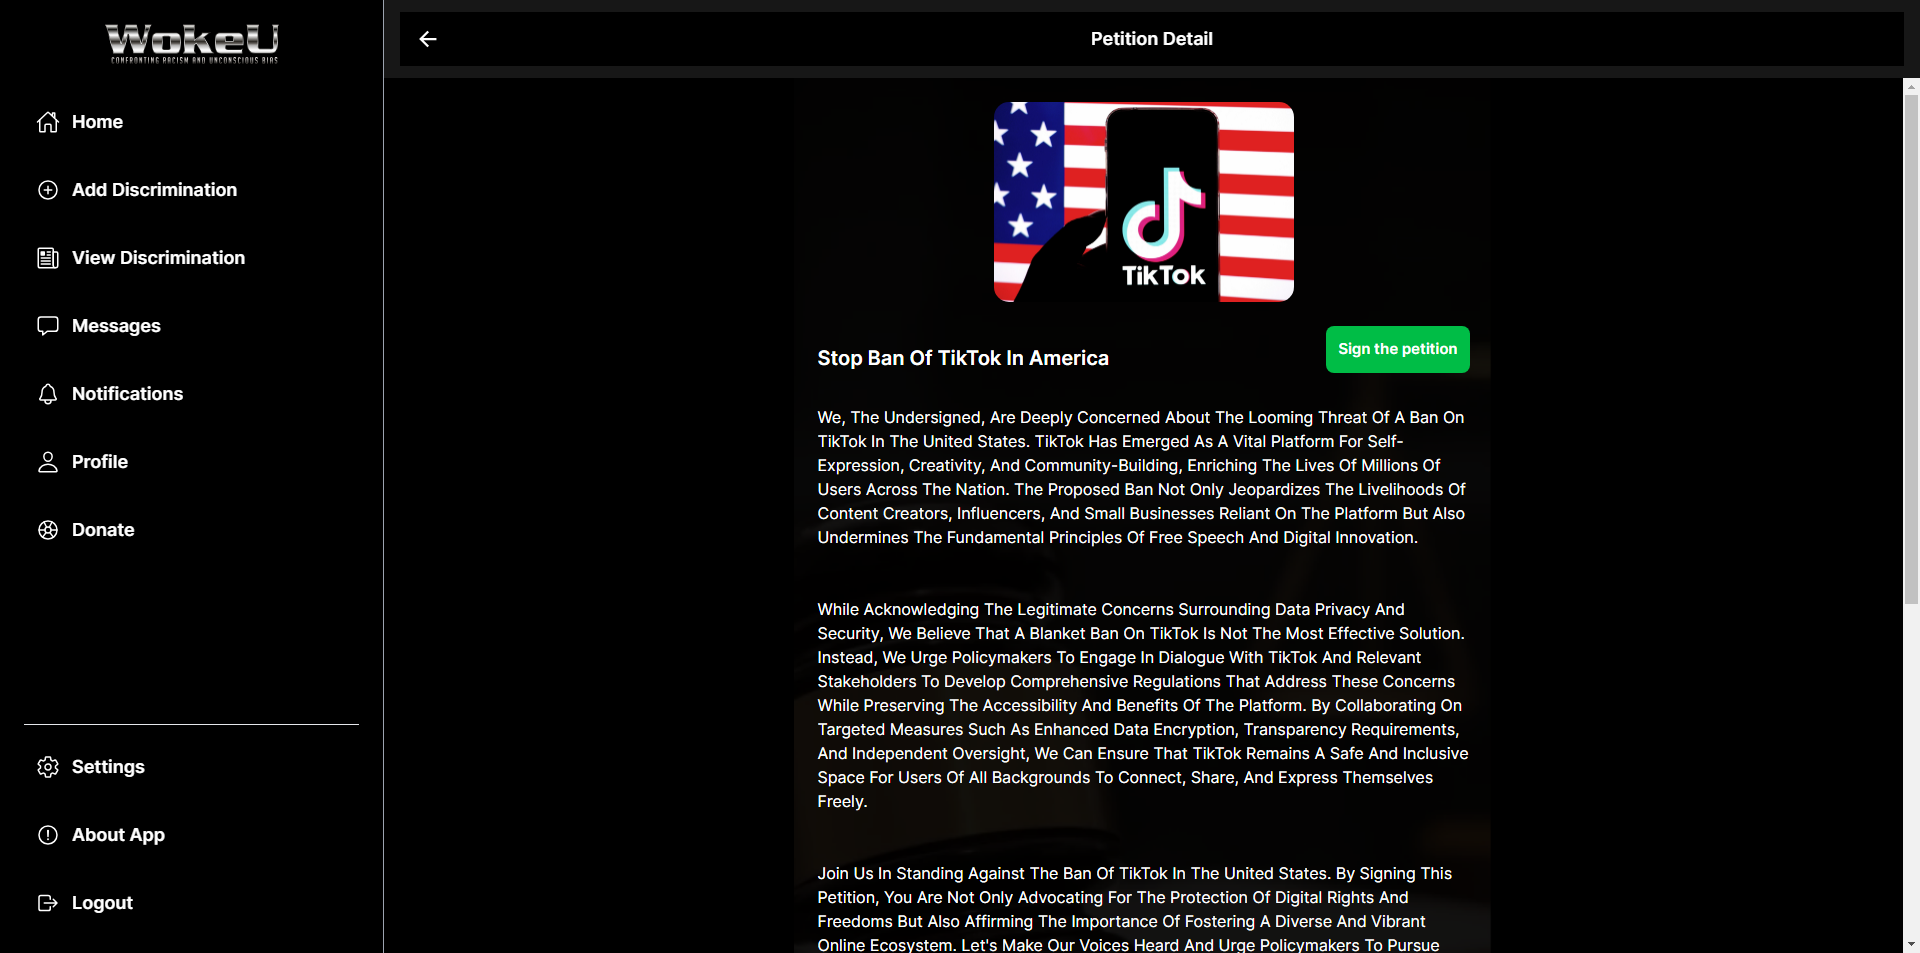 WokeU
CONFRONTING RACISM AND UNCONSCIOUS BIAS
Home
Add Discrimination
View Discrimination
Messages
Notifications
Profile
Donate
Settings
About App
Logout
Petition Detail
TikTok
Stop Ban Of TikTok In America
Sign the petition
We, The Undersigned, Are Deeply Concerned About The Looming Threat Of A Ban On
TikTok In The United States. TikTok Has Emerged As A Vital Platform For Self-
Expression, Creativity, And Community-Building, Enriching The Lives Of Millions Of
Users Across The Nation. The Proposed Ban Not Only Jeopardizes The Livelihoods Of
Content Creators, Influencers, And Small Businesses Reliant On The Platform But Also
Undermines The Fundamental Principles Of Free Speech And Digital Innovation.
While Acknowledging The Legitimate Concerns Surrounding Data Privacy And
Security, We Believe That A Blanket Ban On TikTok Is Not The Most Effective Solution.
Instead, We Urge Policymakers To Engage In Dialogue With TikTok And Relevant
Stakeholders To Develop Comprehensive Regulations That Address These Concerns
While Preserving The Accessibility And Benefits Of The Platform. By Collaborating On
Targeted Measures Such As Enhanced Data Encryption, Transparency Requirements,
And Independent Oversight, We Can Ensure That TikTok Remains A Safe And Inclusive
Space For Users Of All Backgrounds To Connect, Share, And Express Themselves
Freely.
Join Us In Standing Against The Ban Of TikTok In The United States. By Signing This
Petition, You Are Not Only Advocating For The Protection Of Digital Rights And
Freedoms But Also Affirming The Importance Of Fostering A Diverse And Vibrant
Online Ecosystem. Let's Make Our Voices Heard And Urge Policymakers To Pursue